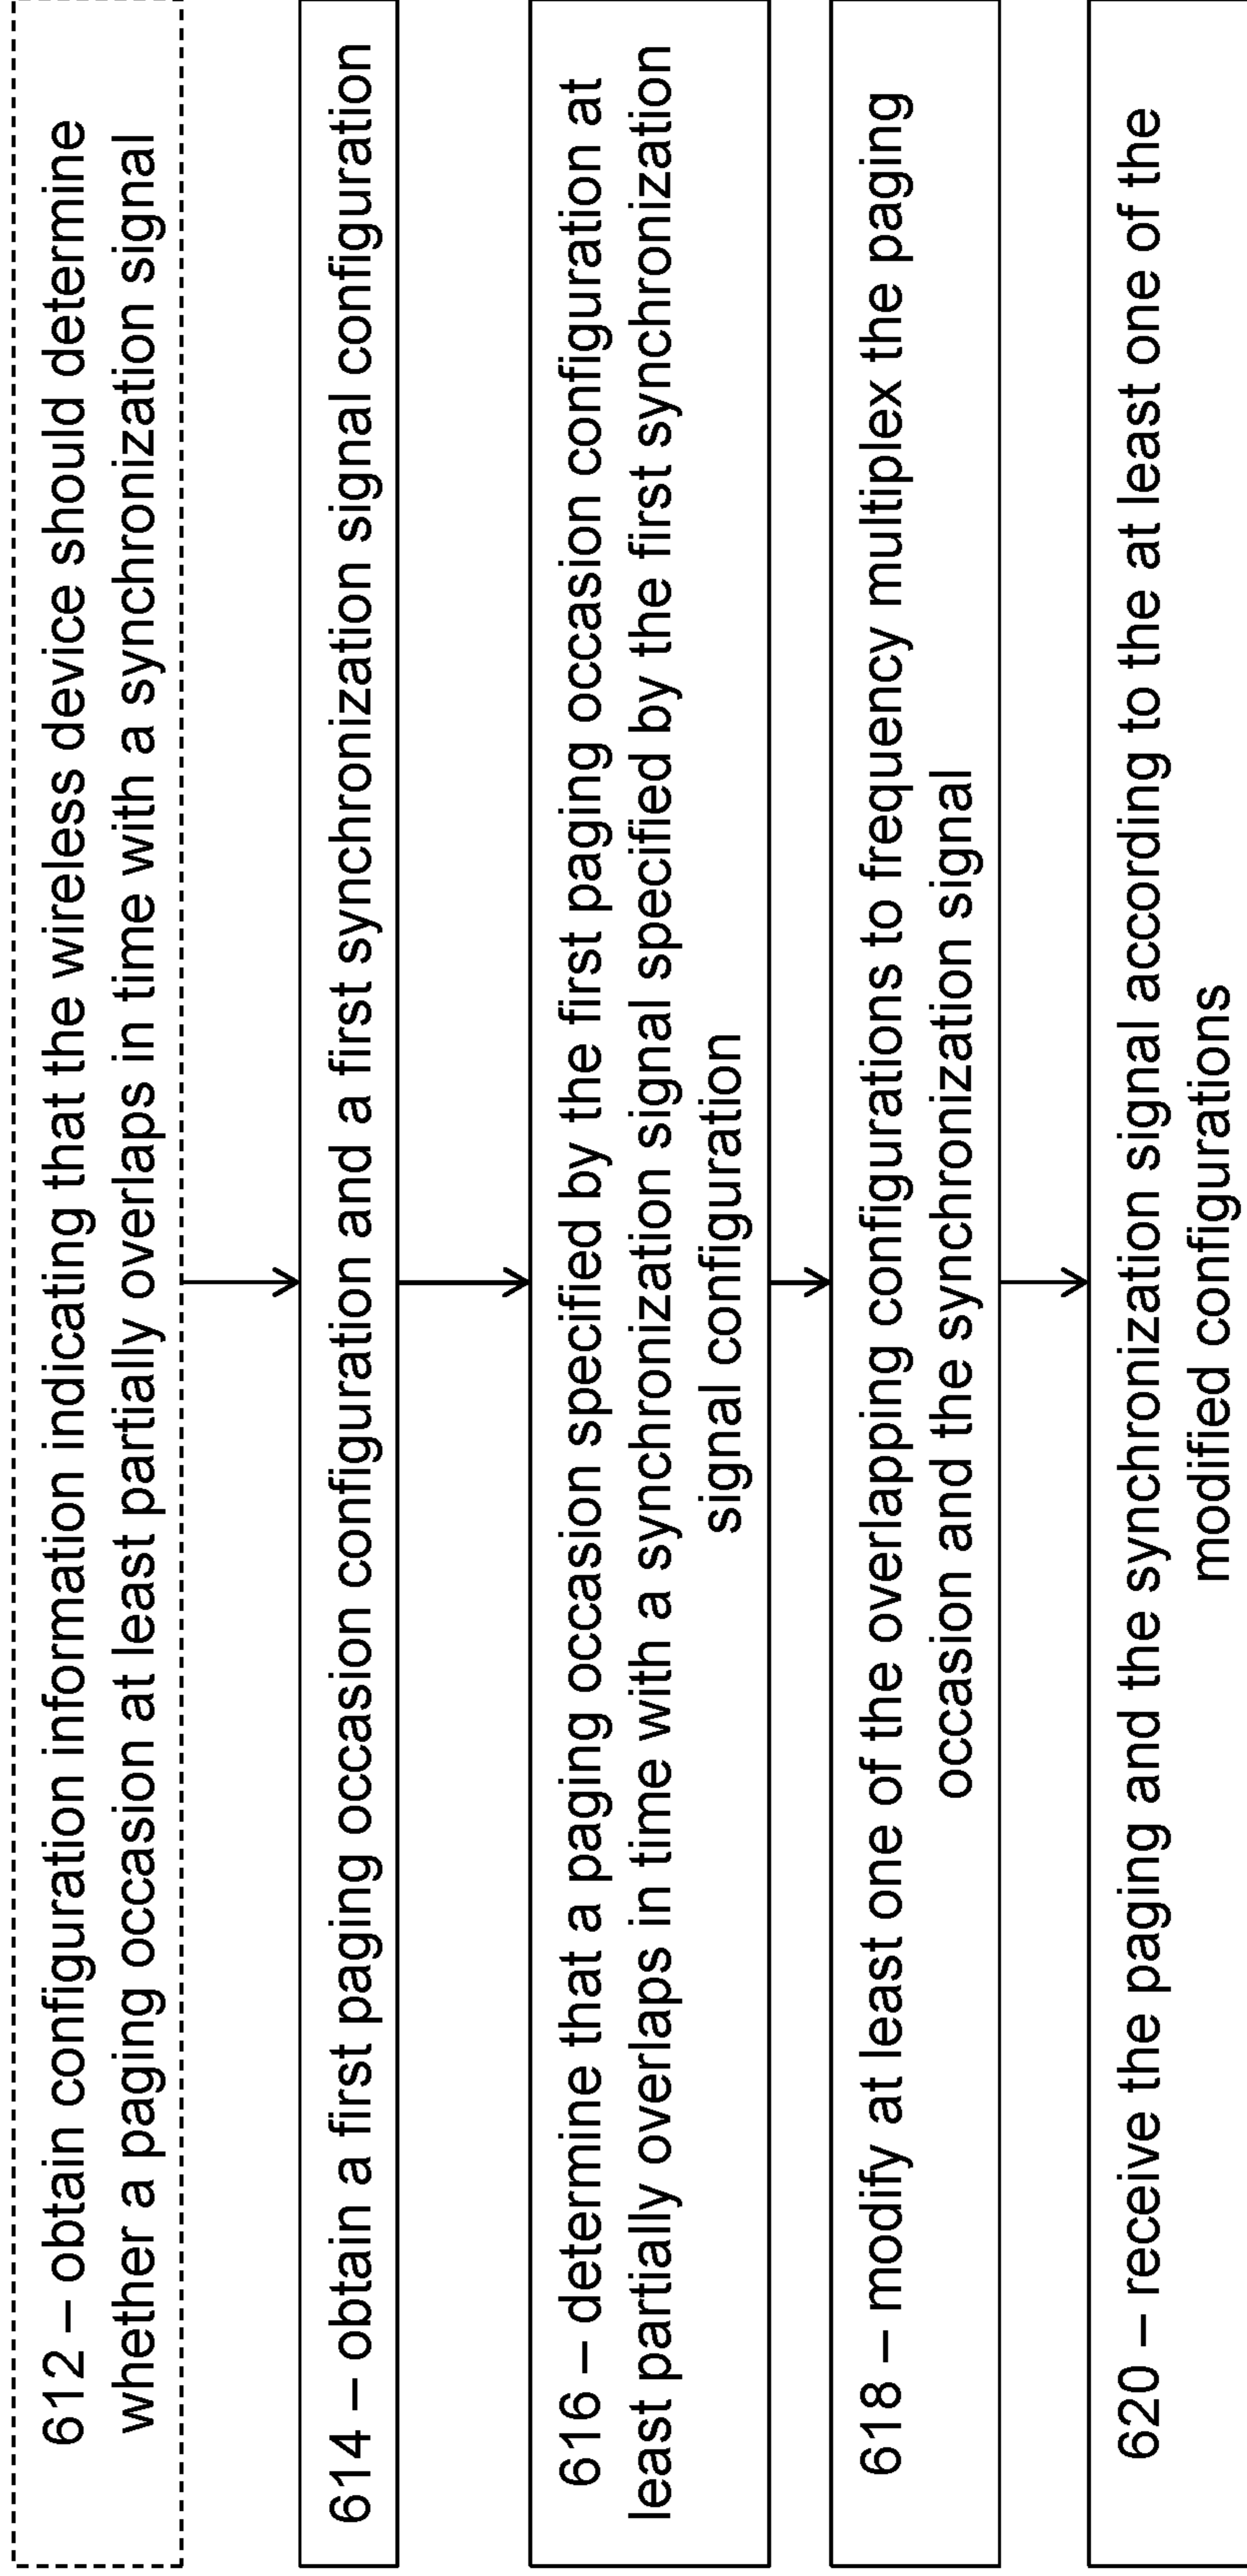 612 – obtain configuration information indicating that the wireless device should determine
whether a paging occasion at least partially overlaps in time with a synchronization signal
614 – obtain a first paging occasion configuration and a first synchronization signal configuration
616 – determine that a paging occasion specified by the first paging occasion configuration at
least partially overlaps in time with a synchronization signal specified by the first synchronization
signal configuration
618 – modify at least one of the overlapping configurations to frequency multiplex the paging
occasion and the synchronization signal
620 – receive the paging and the synchronization signal according to the at least one of the
modified configurations